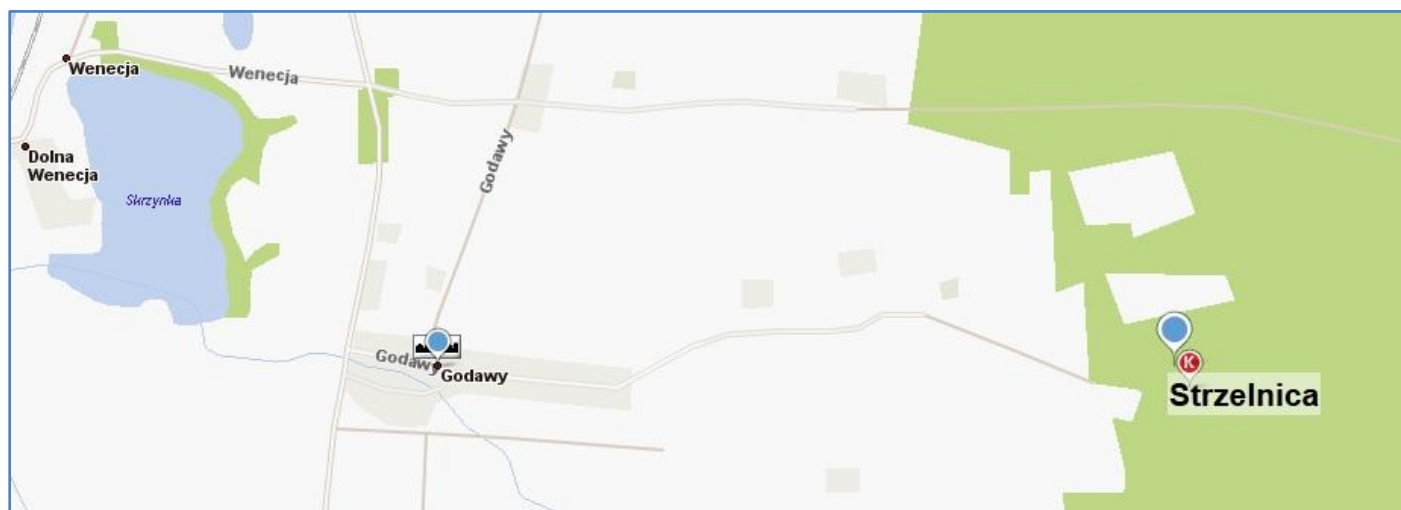 Wenecja
Wenecja
Dolna
Wenecja
Godawy
Skrzynka
Godawy
Godawy
K
Strzelnica